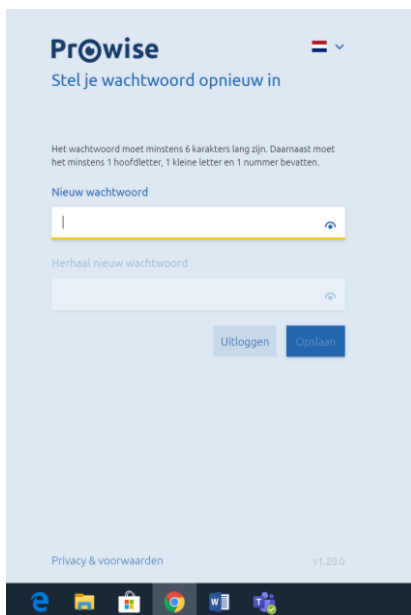 Prowise
Stel je wachtwoord opnieuw in
Het wachtwoord moet minstens 6 karakters lang zijn. Daarnaast moet
het minstens 1 hoofdletter, 1 kleine letter en 1 nummer bevatten.
Nieuw wachtwoord
Herhaal nieuw wachtwoord
Uitloggen Opslaan
Privacy & voorwaarden v1.20.0